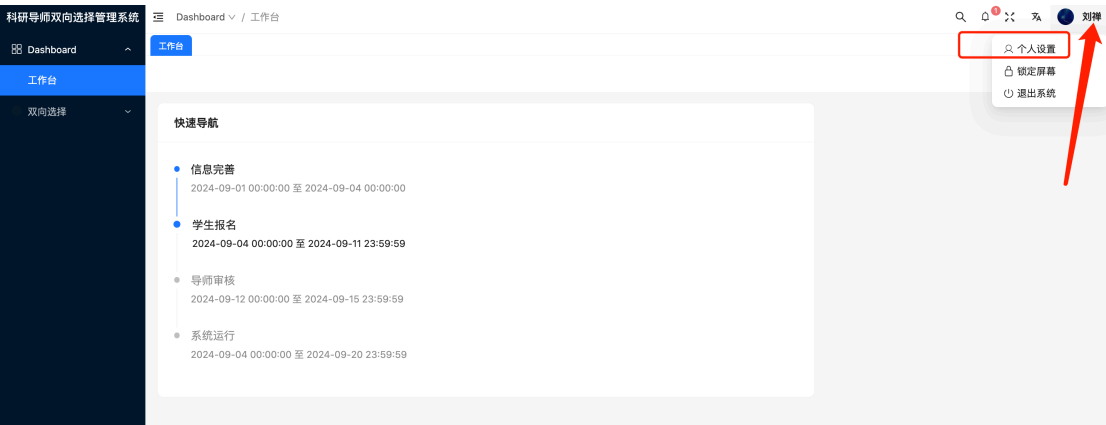 科研导师双向选择管理系统
Dashboard / 工作台
1
刘禅
Dashboard
工作台
双向选择
工作台
个人设置
锁定屏幕
退出系统
快速导航
信息完善
2024-09-01 00:00:00 至 2024-09-04 00:00:00
学生报名
2024-09-04 00:00:00 至 2024-09-11 23:59:59
导师审核
2024-09-12 00:00:00 至 2024-09-15 23:59:59
系统运行
2024-09-04 00:00:00 至 2024-09-20 23:59:59